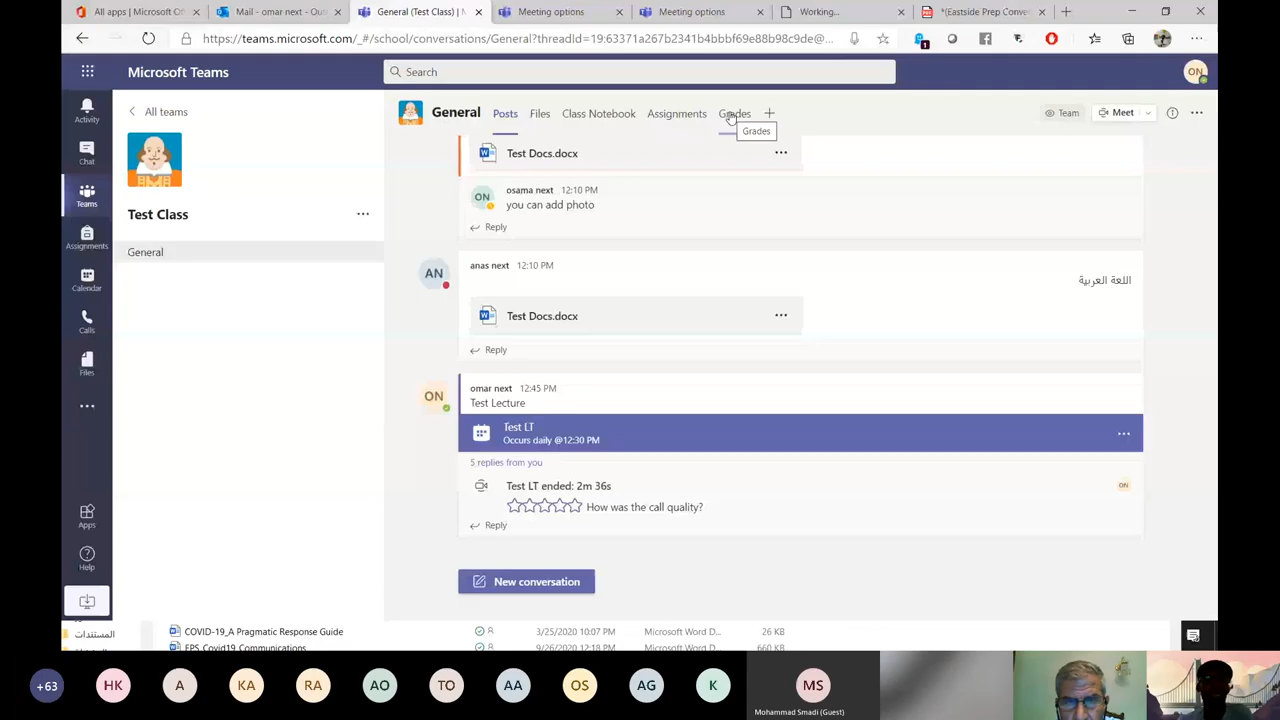 All apps | Microsoft O
Mail - omar next - Outl
General (Test Class) | M
Meeting options
Meeting options
Working...
*(Eastside Prep Conve
https://teams.microsoft.com/_#/school/conversations/General?threadId=19:63371a267b2341b4bbbf69e88b98c9de@...
1
Microsoft Teams
Search
ON
All teams
General
Posts
Files
Class Notebook
Assignments
Grades
Team
Meet
Grades
Activity
Chat
Teams
Assignments
Calendar
Calls
Files
Apps
Help
Test Class
General
Test Docs.docx
ON
osama next 12:10 PM
you can add photo
Reply
AN
anas next 12:10 PM
اللغة العربية
Test Docs.docx
Reply
ON
omar next 12:45 PM
Test Lecture
Test LT
Occurs daily @12:30 PM
5 replies from you
Test LT ended: 2m 36s
ON
How was the call quality?
Reply
New conversation
COVID-19_A Pragmatic Response Guide 3/25/2020 10:07 PM Microsoft Word D... 26 KB
المستندات
EPS_Covid19_Communications 9/26/2020 12:18 PM Microsoft Word D... 660 KB
+63 HK A KA RA AO TO AA OS AG K MS
Mohammad Smadi (Guest)